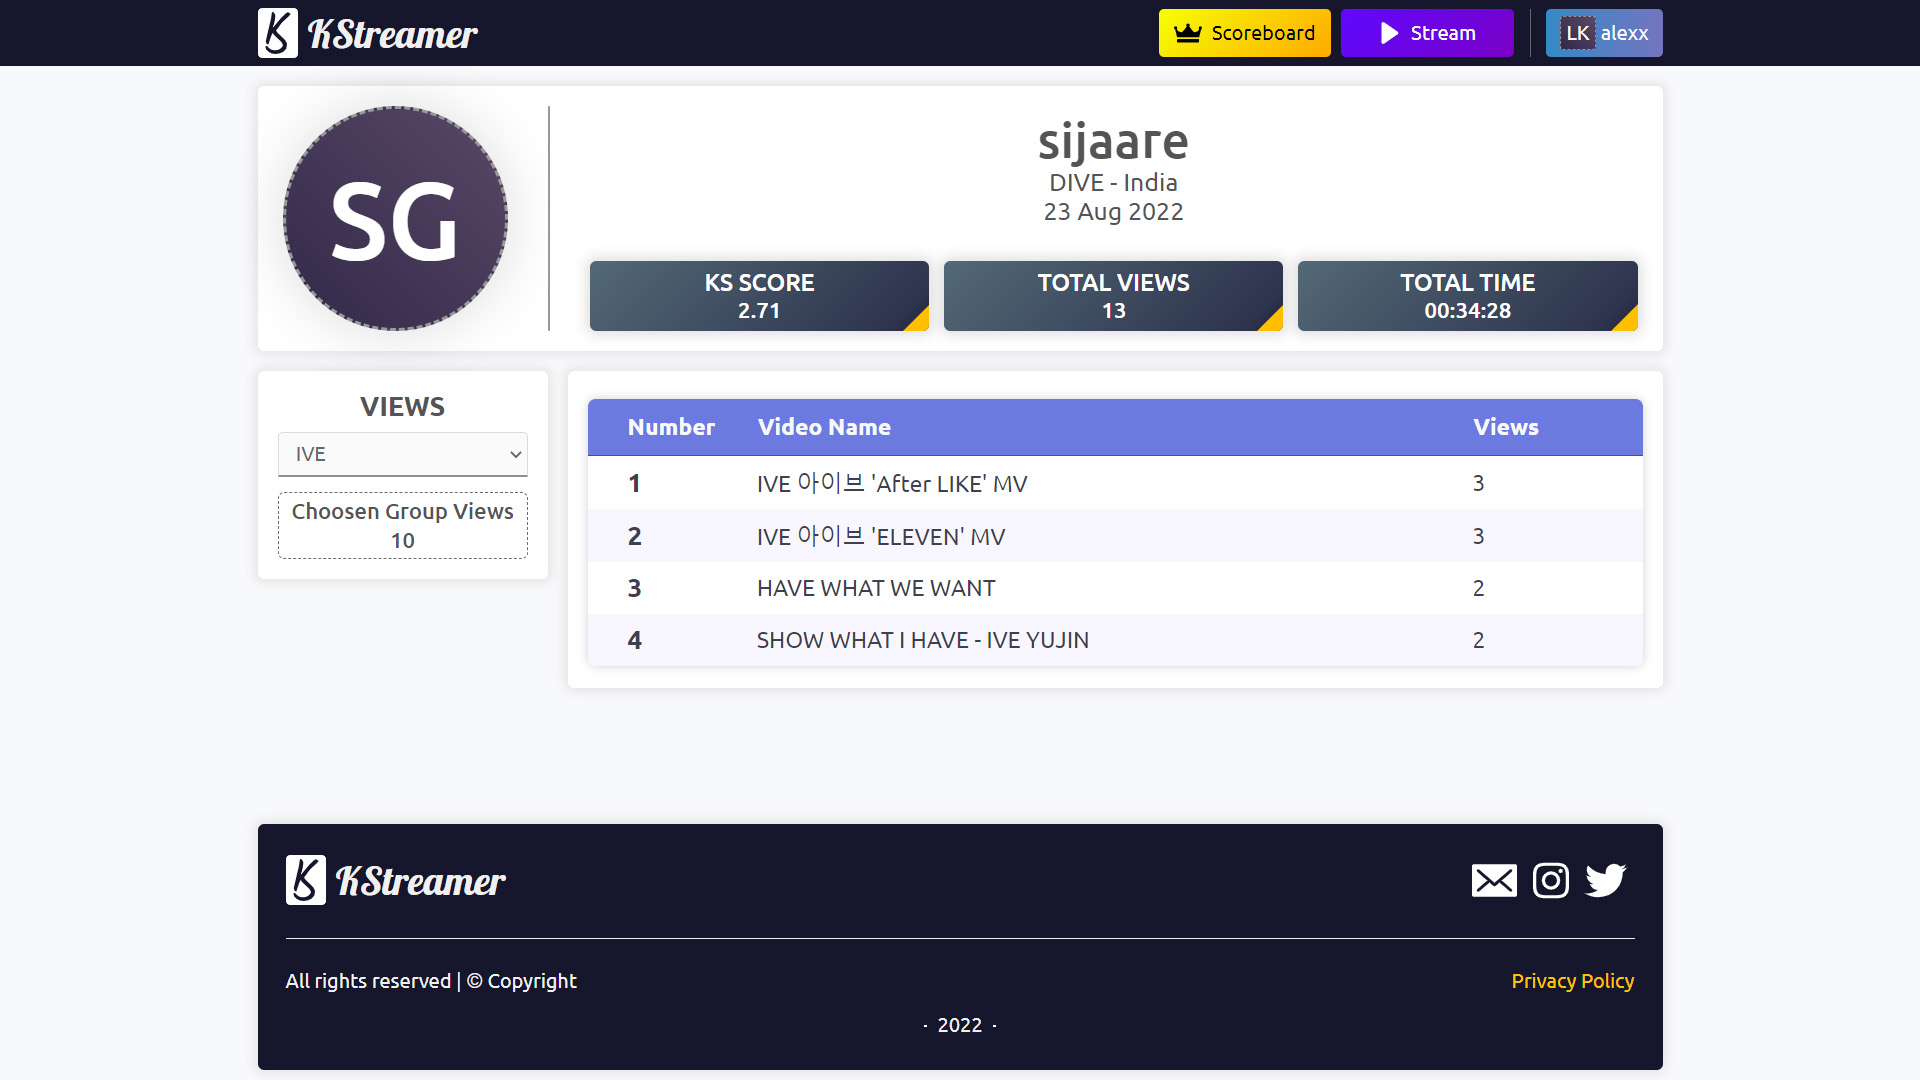 KStreamer
Scoreboard
Stream
LK alexx
SG
sijaare
DIVE - India
23 Aug 2022
KS SCORE
2.71
TOTAL VIEWS
13
TOTAL TIME
00:34:28
VIEWS
IVE
Choosen Group Views
10
Number Video Name Views
1 IVE 아이브 'After LIKE' MV 3
2 IVE 아이브 'ELEVEN' MV 3
3 HAVE WHAT WE WANT 2
4 SHOW WHAT I HAVE - IVE YUJIN 2
KStreamer
All rights reserved | © Copyright
Privacy Policy
· 2022 ·